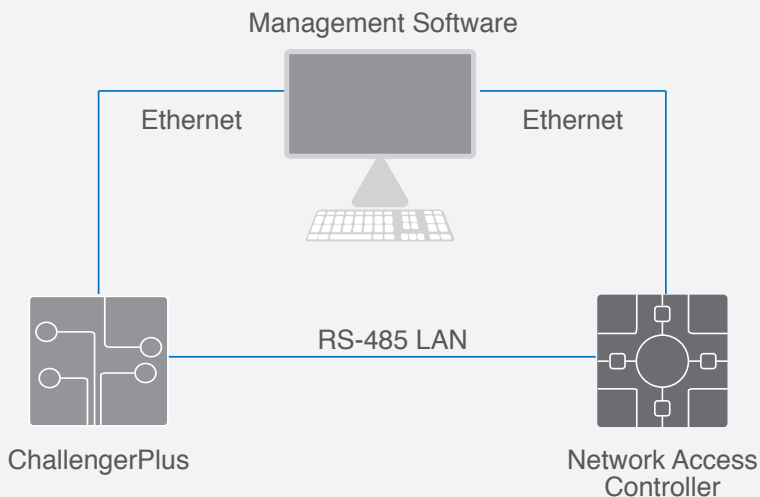 Management Software
Ethernet
Ethernet
RS-485 LAN
ChallengerPlus
Network Access
Controller